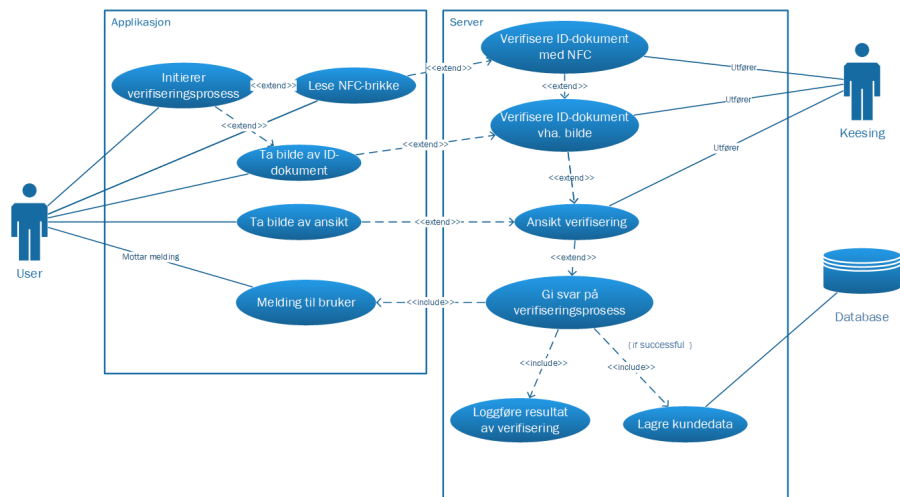 Applikasjon
Server
Initierer
verifiseringsprosess
<<extend>>
Lese NFC-brikke
<<extend>>
Verifisere ID-dokument
med NFC
<<extend>>
Utfører
<<extend>>
Verifisere ID-dokument
vha. bilde
Utfører
Keesing
Ta bilde av ID-
dokument
<<extend>>
Utfører
<<extend>>
User
Ta bilde av ansikt
<<extend>>
Ansikt verifisering
<<extend>>
Mottar melding
Melding til bruker
<<include>>
Gi svar på
verifiseringsprosess
Database
{ if successful }
<<include>>
<<include>>
Loggføre resultat
av verifisering
Lagre kundedata